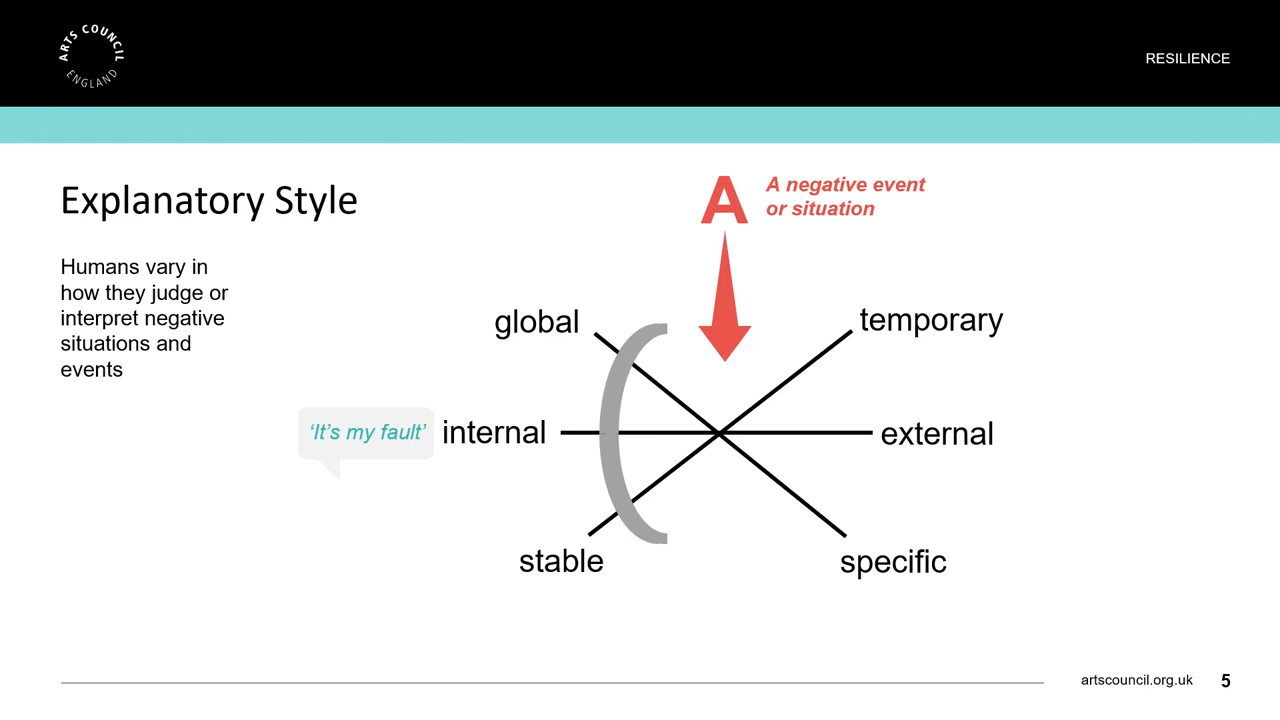 ARTS COUNCIL
ENGLAND
RESILIENCE
Explanatory Style
Humans vary in
how they judge or
interpret negative
situations and
events
A
A negative event
or situation
global
temporary
‘It’s my fault’
internal
external
stable
specific
artscouncil.org.uk
5